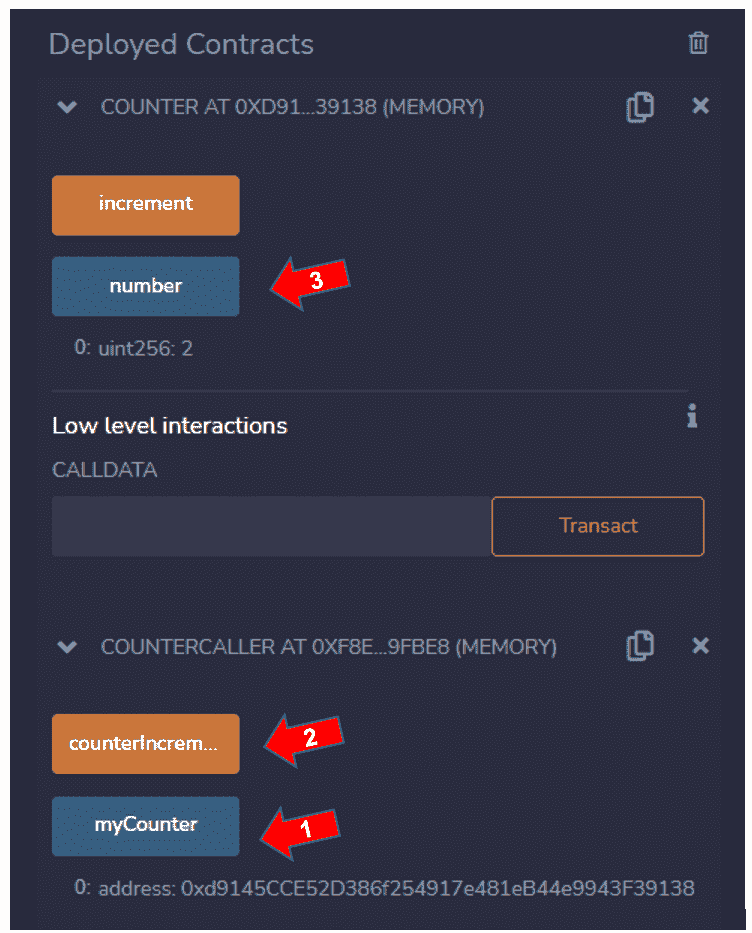 Deployed Contracts
COUNTER AT 0XD91...39138 (MEMORY)
increment
number
3
0: uint256: 2
Low level interactions
CALLDATA
Transact
COUNTERCALLER AT 0XF8E...9FBE8 (MEMORY)
counterIncrem...
2
myCounter
1
0: address: 0xd9145CCE52D386f254917e481eB44e9943F39138